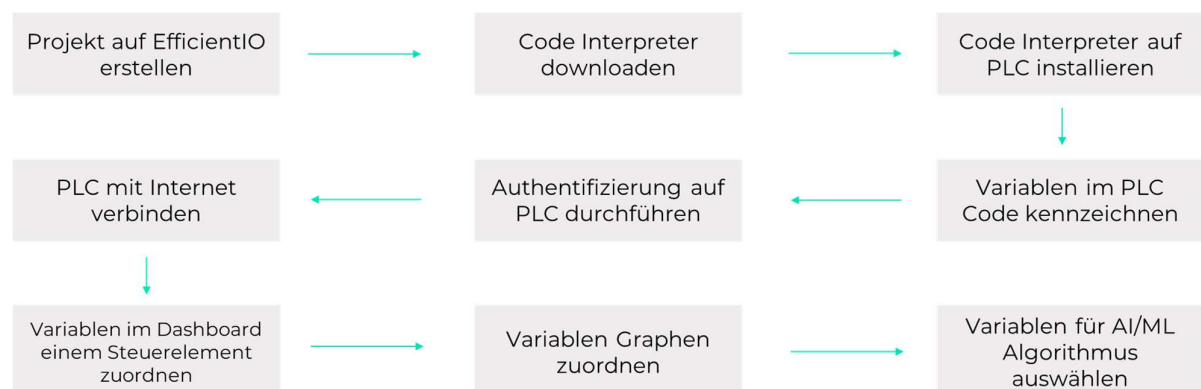 Projekt auf EfficientIO
erstellen
Code Interpreter
downloaden
Code Interpreter auf
PLC installieren
Variablen im PLC
Code kennzeichnen
Authentifizierung auf
PLC durchführen
PLC mit Internet
verbinden
Variablen im Dashboard
einem Steuerelement
zuordnen
Variablen Graphen
zuordnen
Variablen für AI/ML
Algorithmus
auswählen